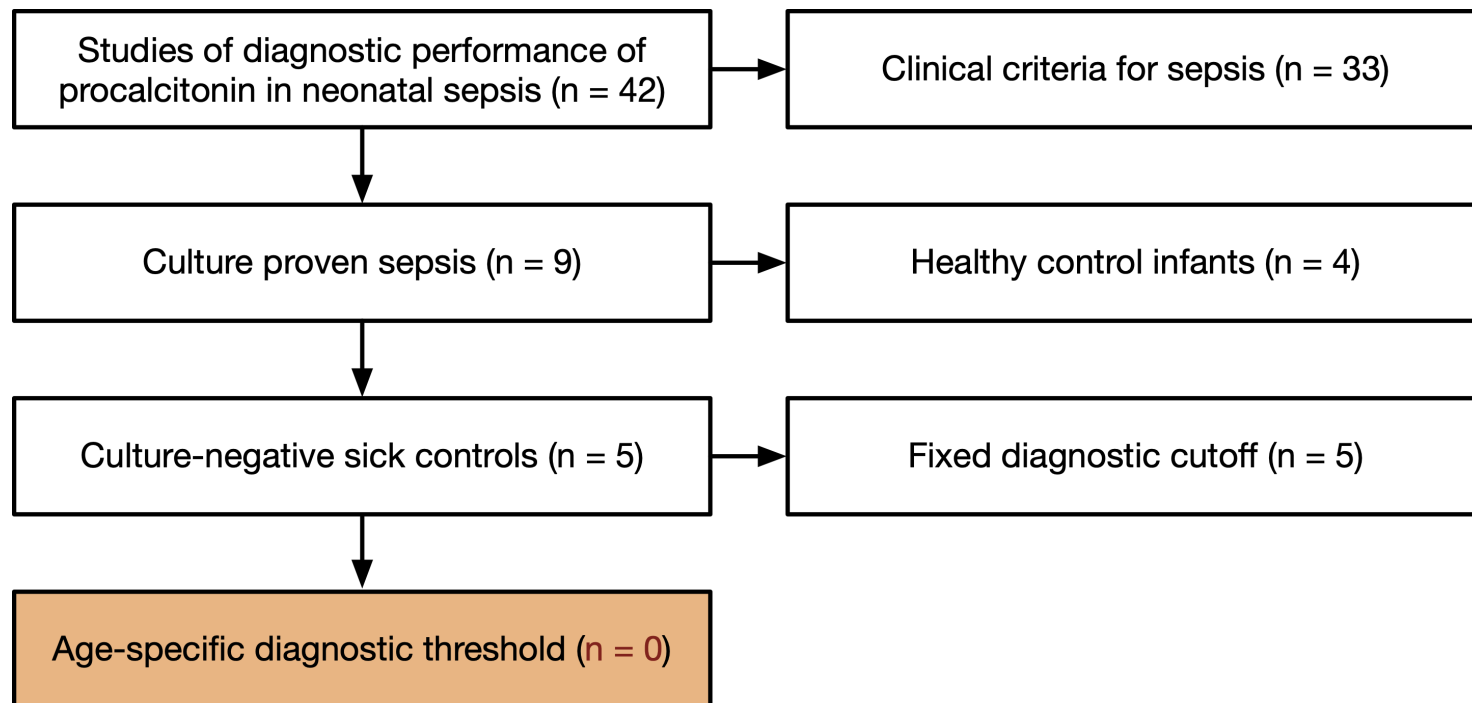 Studies of diagnostic performance of
procalcitonin in neonatal sepsis (n = 42)
Clinical criteria for sepsis (n = 33)
Culture proven sepsis (n = 9)
Healthy control infants (n = 4)
Culture-negative sick controls (n = 5)
Fixed diagnostic cutoff (n = 5)
Age-specific diagnostic threshold (n = 0)